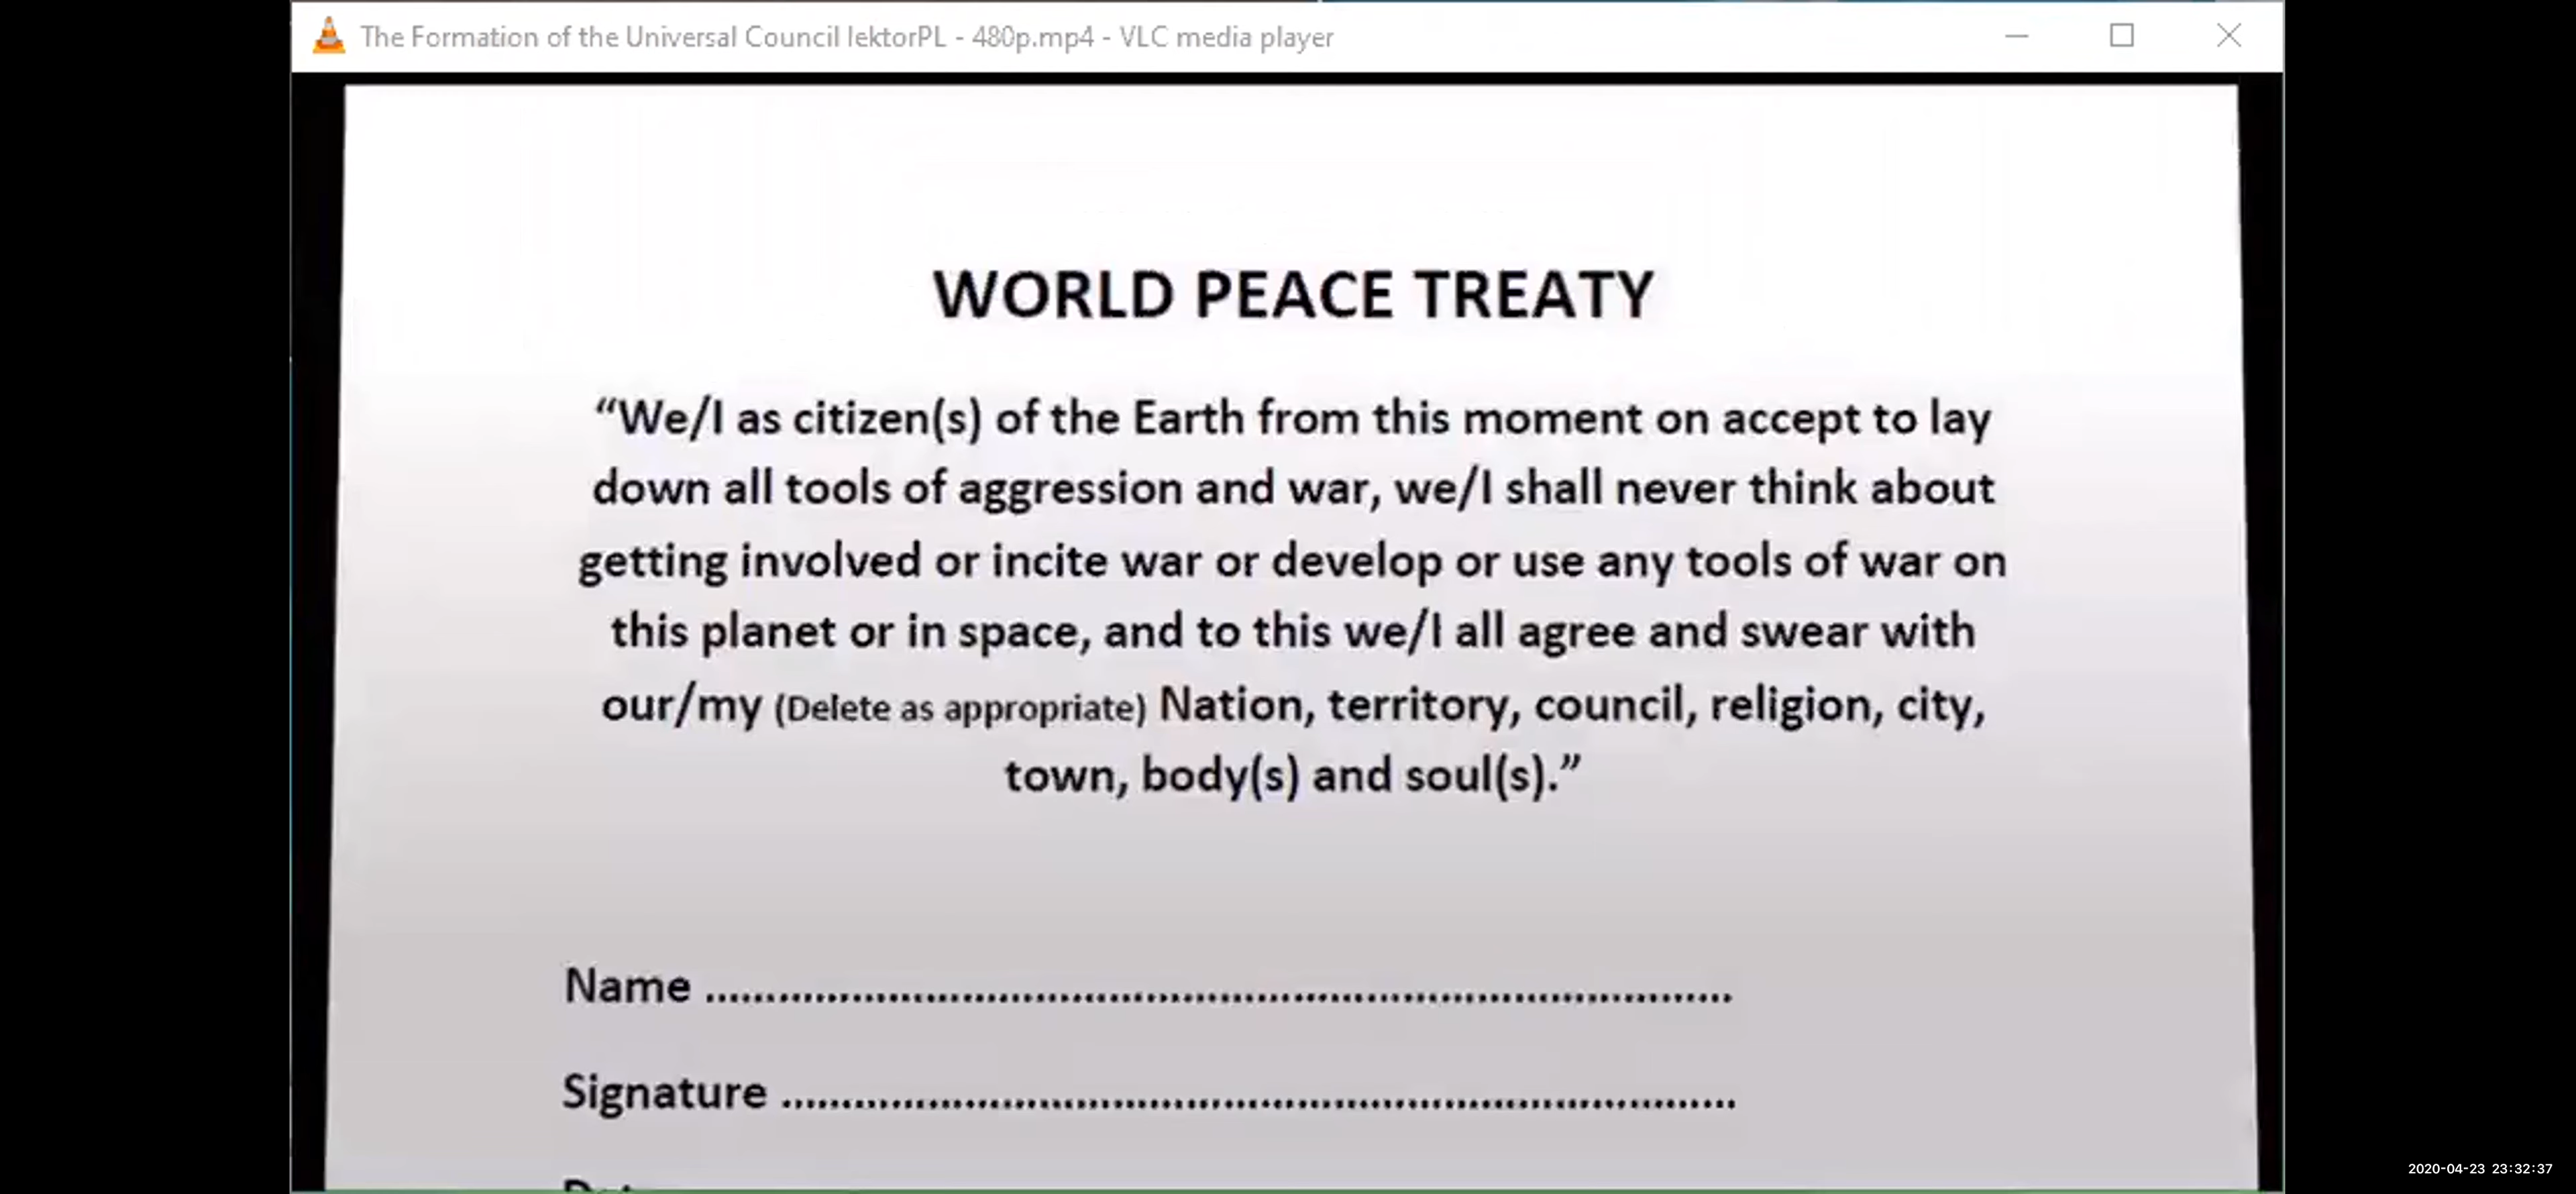 The Formation of the Universal Council lektorPL - 480p.mp4 - VLC media player
WORLD PEACE TREATY
“We/I as citizen(s) of the Earth from this moment on accept to lay
down all tools of aggression and war, we/I shall never think about
getting involved or incite war or develop or use any tools of war on
this planet or in space, and to this we/I all agree and swear with
our/my (Delete as appropriate) Nation, territory, council, religion, city,
town, body(s) and soul(s).”
Name ....................................................................................
Signature ..............................................................................
2020-04-23 23:32:37